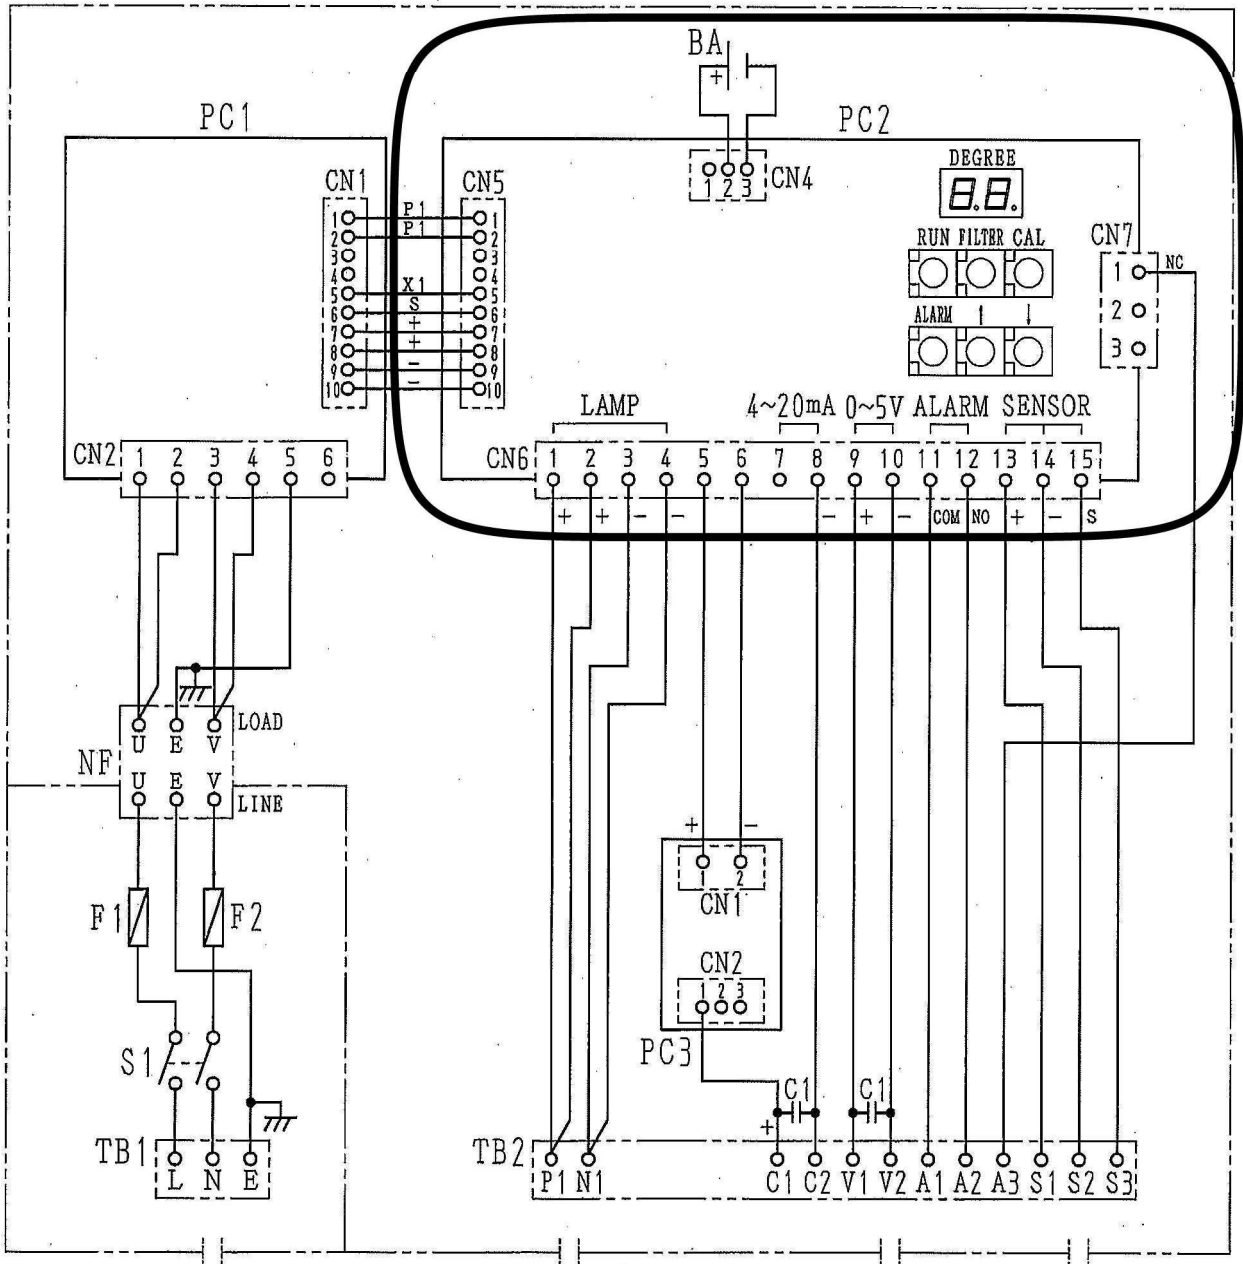 BA
+
PC1
PC2
CN4
1 2 3
DEGREE
8.8.
CN1
CN5
RUN FILTER CAL
CN7
1 P1 1
2 P1 2
3 3
4 4
5 X1 5
6 S 6
7 + 7
8 + 8
9 - 9
10 - 10
1 NC
2
3
ALARM ↑ ↓
LAMP 4~20mA 0~5V ALARM SENSOR
CN2 1 2 3 4 5 6
CN6 1 2 3 4 5 6 7 8 9 10 11 12 13 14 15
+ + - - - + - COM NO + - S
LOAD
U E V
NF
U E V
LINE
+ -
1 2
CN1
F1 F2
CN2
1 2 3
PC3
S1
C1 C1
+
TB1
L N E
TB2
P1 N1 C1 C2 V1 V2 A1 A2 A3 S1 S2 S3